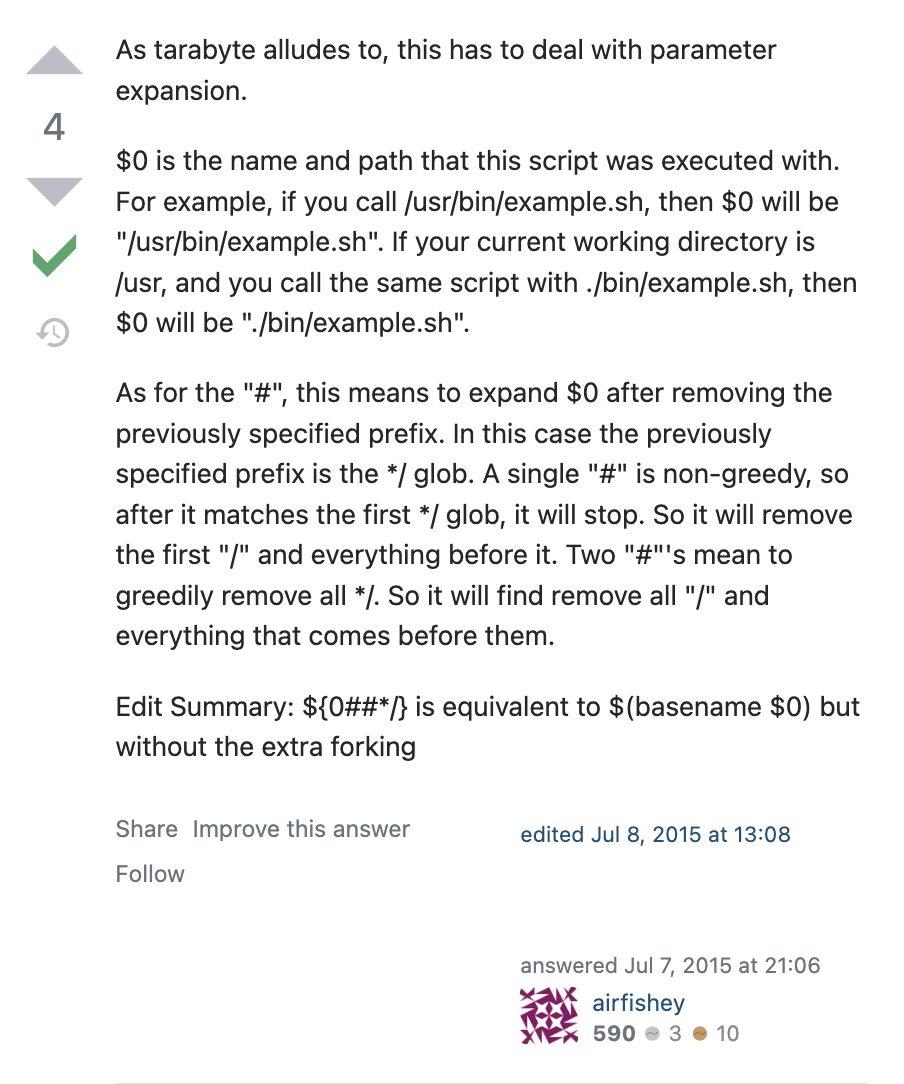 As tarabyte alludes to, this has to deal with parameter
expansion.
4
$0 is the name and path that this script was executed with.
For example, if you call /usr/bin/example.sh, then $0 will be
"/usr/bin/example.sh". If your current working directory is
/usr, and you call the same script with ./bin/example.sh, then
$0 will be "./bin/example.sh".
As for the "#", this means to expand $0 after removing the
previously specified prefix. In this case the previously
specified prefix is the */ glob. A single "#" is non-greedy, so
after it matches the first */ glob, it will stop. So it will remove
the first "/" and everything before it. Two "#"'s mean to
greedily remove all */. So it will find remove all "/" and
everything that comes before them.
Edit Summary: ${0##*/} is equivalent to $(basename $0) but
without the extra forking
Share Improve this answer
Follow
edited Jul 8, 2015 at 13:08
answered Jul 7, 2015 at 21:06
airfishey
590 3 10